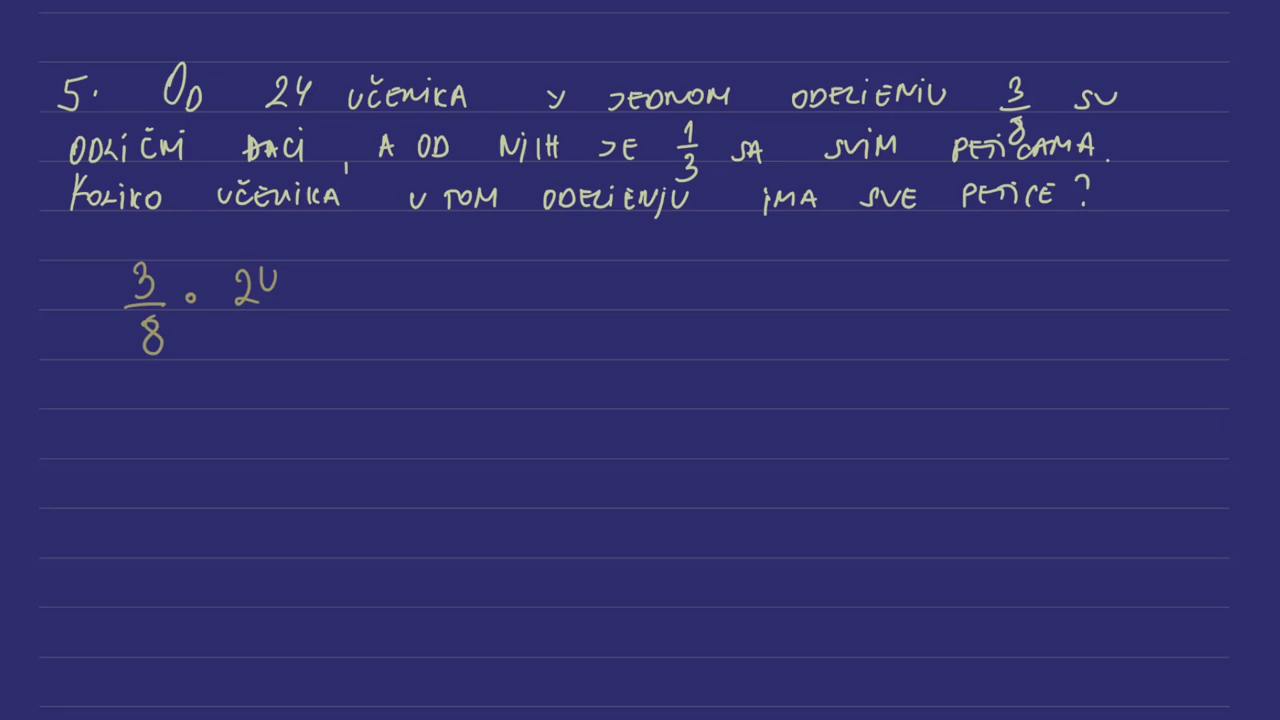 5. OD 24 UČENIKA U JEDNOM ODELJENJU 3/8 SU
ODLIČNI ĐACI, A OD NJIH JE 1/3 SA SVIM PETICAMA.
KOLIKO UČENIKA U TOM ODELJENJU IMA SVE PETICE?
3/8 · 24